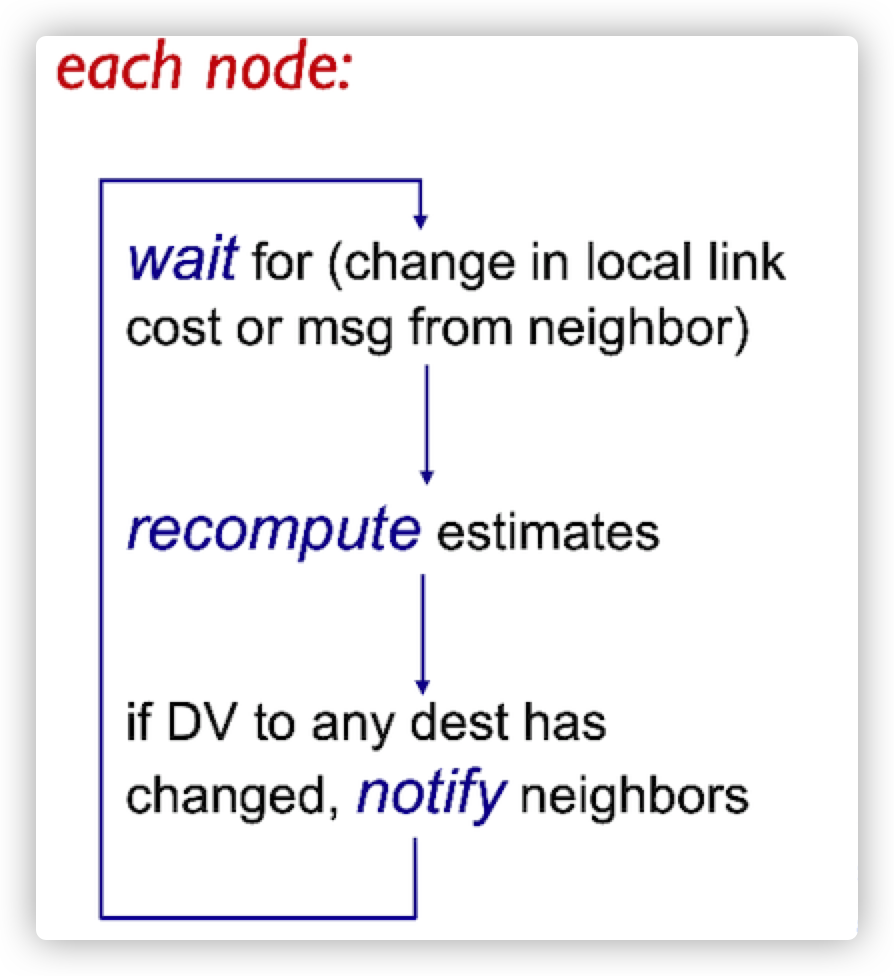 each node:
wait for (change in local link
cost or msg from neighbor)
recompute estimates
if DV to any dest has
changed, notify neighbors